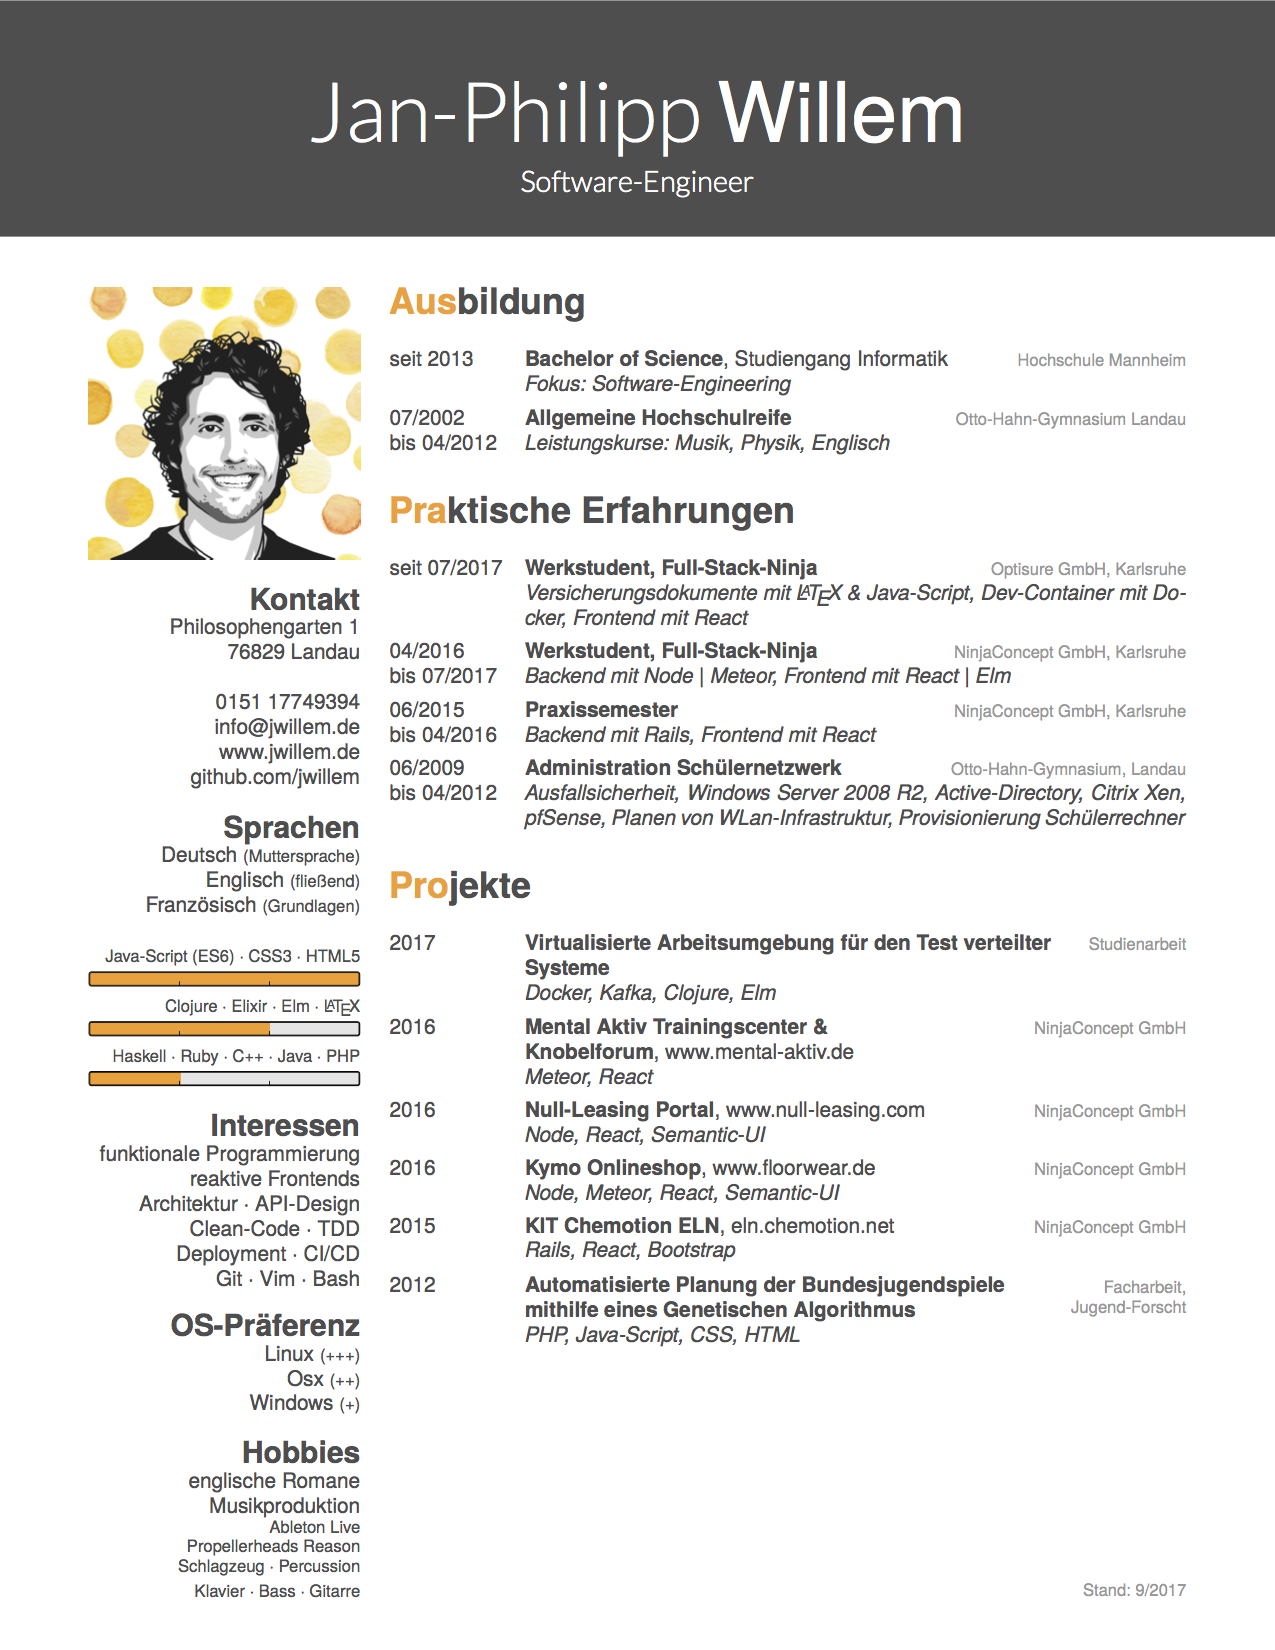 Jan-Philipp Willem
Software-Engineer
Kontakt
Philosophengarten 1
76829 Landau
0151 17749394
info@jwillem.de
www.jwillem.de
github.com/jwillem
Sprachen
Deutsch (Muttersprache)
Englisch (fließend)
Französisch (Grundlagen)
Java-Script (ES6) · CSS3 · HTML5
Clojure · Elixir · Elm · LATEX
Haskell · Ruby · C++ · Java · PHP
Interessen
funktionale Programmierung
reaktive Frontends
Architektur · API-Design
Clean-Code · TDD
Deployment · CI/CD
Git · Vim · Bash
OS-Präferenz
Linux (+++)
Osx (++)
Windows (+)
Hobbies
englische Romane
Musikproduktion
Ableton Live
Propellerheads Reason
Schlagzeug · Percussion
Klavier · Bass · Gitarre
Ausbildung
seit 2013 Bachelor of Science, Studiengang Informatik Hochschule Mannheim
Fokus: Software-Engineering
07/2002 Allgemeine Hochschulreife Otto-Hahn-Gymnasium Landau
bis 04/2012 Leistungskurse: Musik, Physik, Englisch
Praktische Erfahrungen
seit 07/2017 Werkstudent, Full-Stack-Ninja Optisure GmbH, Karlsruhe
Versicherungsdokumente mit LATEX & Java-Script, Dev-Container mit Do-
cker, Frontend mit React
04/2016 Werkstudent, Full-Stack-Ninja NinjaConcept GmbH, Karlsruhe
bis 07/2017 Backend mit Node | Meteor, Frontend mit React | Elm
06/2015 Praxissemester NinjaConcept GmbH, Karlsruhe
bis 04/2016 Backend mit Rails, Frontend mit React
06/2009 Administration Schülernetzwerk Otto-Hahn-Gymnasium, Landau
bis 04/2012 Ausfallsicherheit, Windows Server 2008 R2, Active-Directory, Citrix Xen,
pfSense, Planen von WLan-Infrastruktur, Provisionierung Schülerrechner
Projekte
2017 Virtualisierte Arbeitsumgebung für den Test verteilter Studienarbeit
Systeme
Docker, Kafka, Clojure, Elm
2016 Mental Aktiv Trainingscenter & NinjaConcept GmbH
Knobelforum, www.mental-aktiv.de
Meteor, React
2016 Null-Leasing Portal, www.null-leasing.com NinjaConcept GmbH
Node, React, Semantic-UI
2016 Kymo Onlineshop, www.floorwear.de NinjaConcept GmbH
Node, Meteor, React, Semantic-UI
2015 KIT Chemotion ELN, eln.chemotion.net NinjaConcept GmbH
Rails, React, Bootstrap
2012 Automatisierte Planung der Bundesjugendspiele Facharbeit,
mithilfe eines Genetischen Algorithmus Jugend-Forscht
PHP, Java-Script, CSS, HTML
Stand: 9/2017